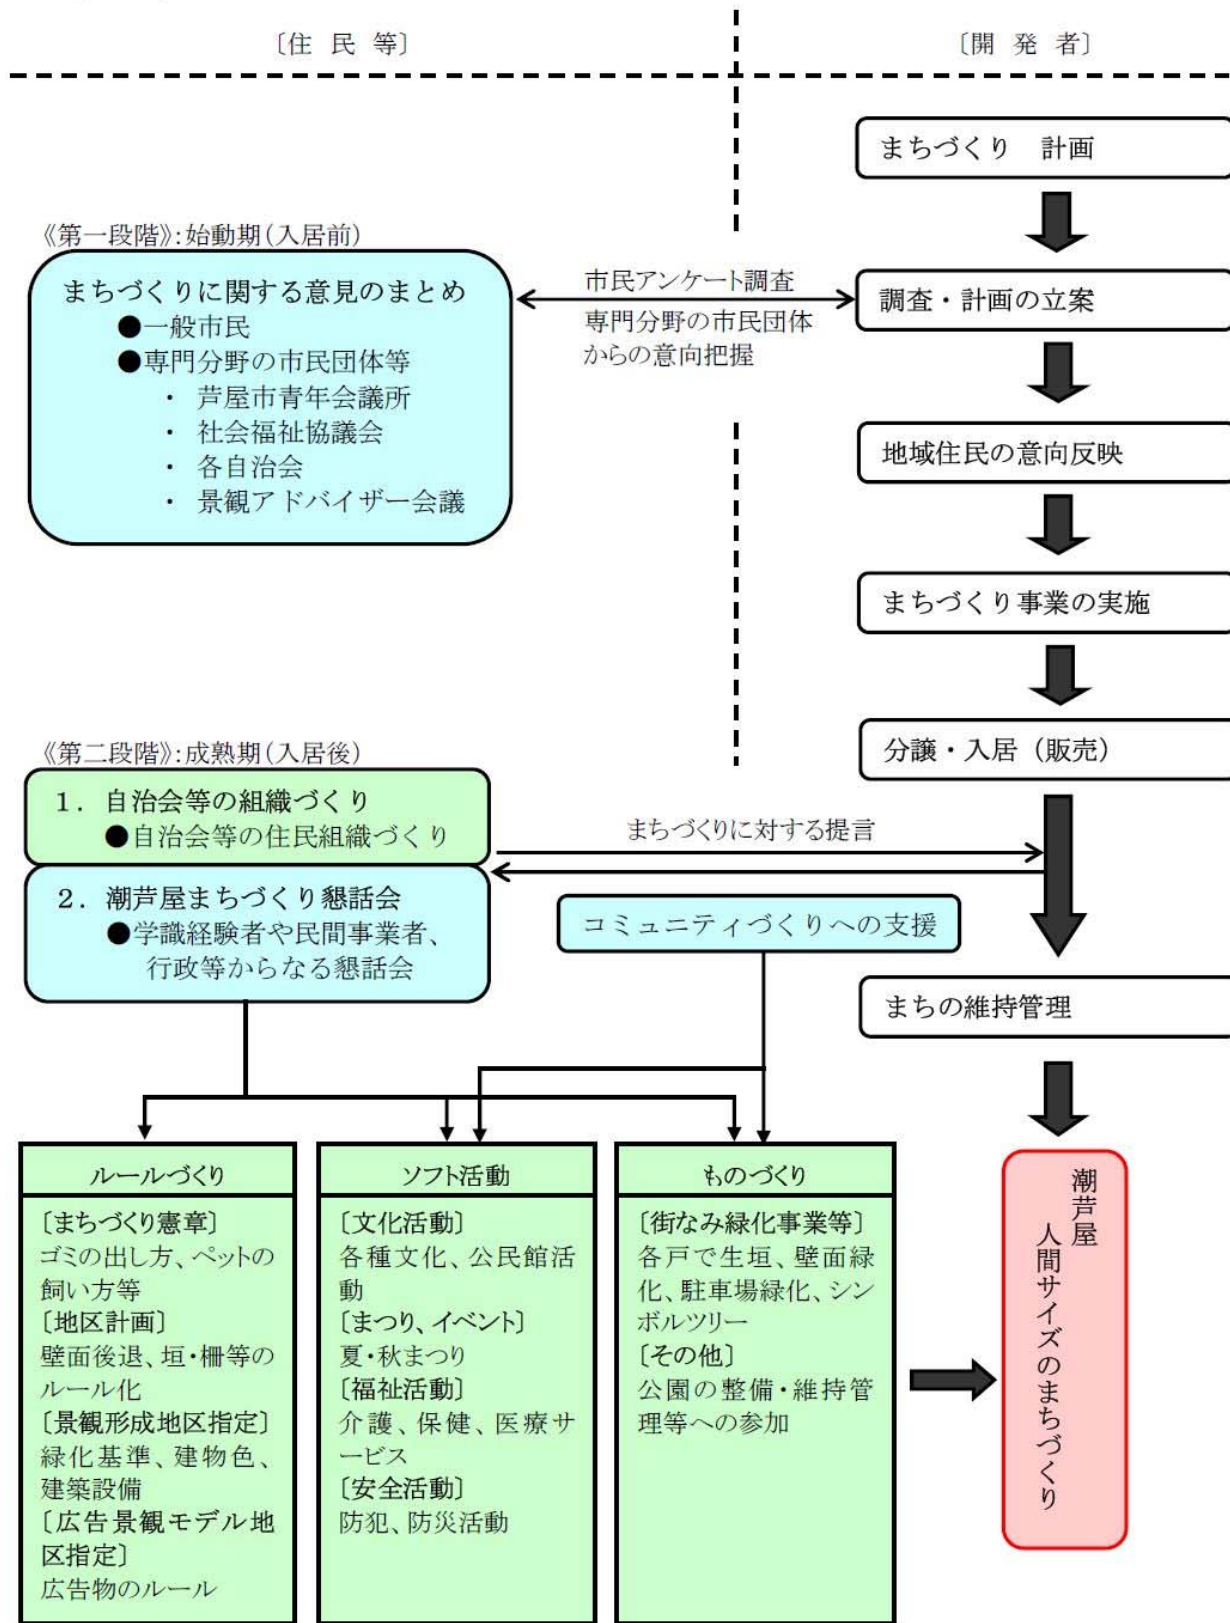 〔住 民 等〕
〔開 発 者〕
まちづくり　計画
《第一段階》：始動期（入居前）
まちづくりに関する意見のまとめ
●一般市民
●専門分野の市民団体等
・ 芦屋市青年会議所
・ 社会福祉協議会
・ 各自治会
・ 景観アドバイザー会議
市民アンケート調査
専門分野の市民団体
からの意向把握
調査・計画の立案
地域住民の意向反映
まちづくり事業の実施
分譲・入居（販売）
《第二段階》：成熟期（入居後）
１．自治会等の組織づくり
●自治会等の住民組織づくり
２．潮芦屋まちづくり懇話会
●学識経験者や民間事業者、
行政等からなる懇話会
まちづくりに対する提言
コミュニティづくりへの支援
まちの維持管理
ルールづくり
〔まちづくり憲章〕
ゴミの出し方、ペットの
飼い方等
〔地区計画〕
壁面後退、垣・柵等の
ルール化
〔景観形成地区指定〕
緑化基準、建物色、
建築設備
〔広告景観モデル地
区指定〕
広告物のルール
ソフト活動
〔文化活動〕
各種文化、公民館活
動
〔まつり、イベント〕
夏・秋まつり
〔福祉活動〕
介護、保健、医療サ
ービス
〔安全活動〕
防犯、防災活動
ものづくり
〔街なみ緑化事業等〕
各戸で生垣、壁面緑
化、駐車場緑化、シン
ボルツリー
〔その他〕
公園の整備・維持管
理等への参加
潮芦屋
人間サイズのまちづくり